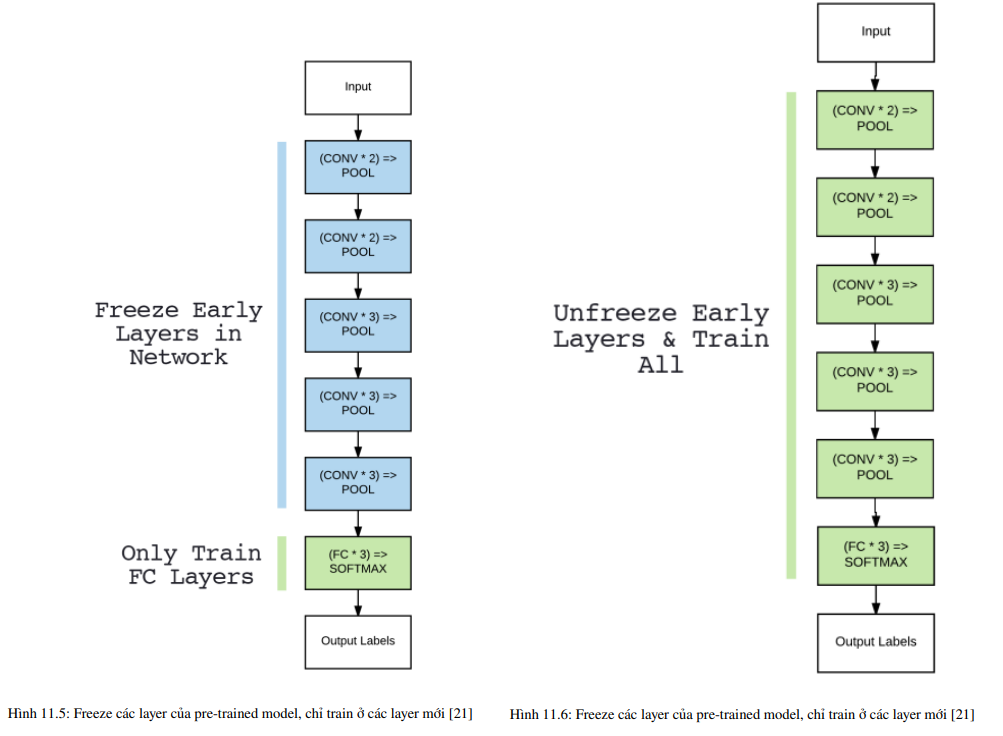 Input
(CONV * 2) =>
POOL
(CONV * 2) =>
POOL
(CONV * 3) =>
POOL
(CONV * 3) =>
POOL
(CONV * 3) =>
POOL
(FC * 3) =>
SOFTMAX
Output Labels
Freeze Early
Layers in
Network
Only Train
FC Layers
Hình 11.5: Freeze các layer của pre-trained model, chỉ train ở các layer mới [21]
Input
(CONV * 2) =>
POOL
(CONV * 2) =>
POOL
(CONV * 3) =>
POOL
(CONV * 3) =>
POOL
(CONV * 3) =>
POOL
(FC * 3) =>
SOFTMAX
Output Labels
Unfreeze Early
Layers & Train
All
Hình 11.6: Freeze các layer của pre-trained model, chỉ train ở các layer mới [21]